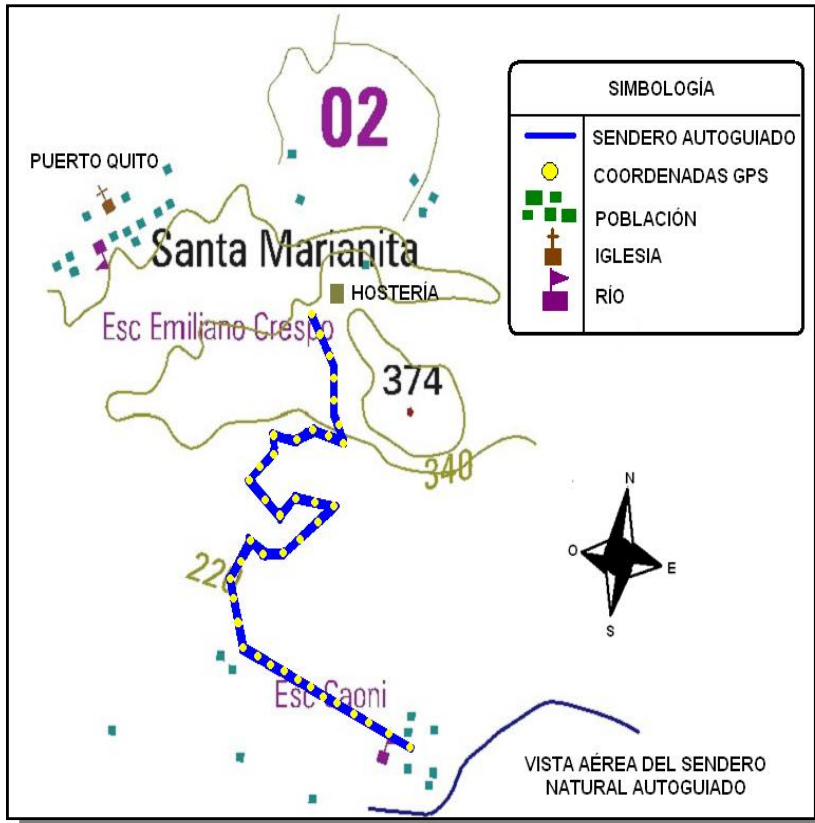 02
SIMBOLOGÍA
SENDERO AUTOGUIADO
COORDENADAS GPS
POBLACIÓN
IGLESIA
RÍO
PUERTO QUITO
Santa Marianita
HOSTERÍA
Esc Emiliano Crespo
374
340
N
O
E
S
220
Esc Caoni
VISTA AÉREA DEL SENDERO
NATURAL AUTOGUIADO